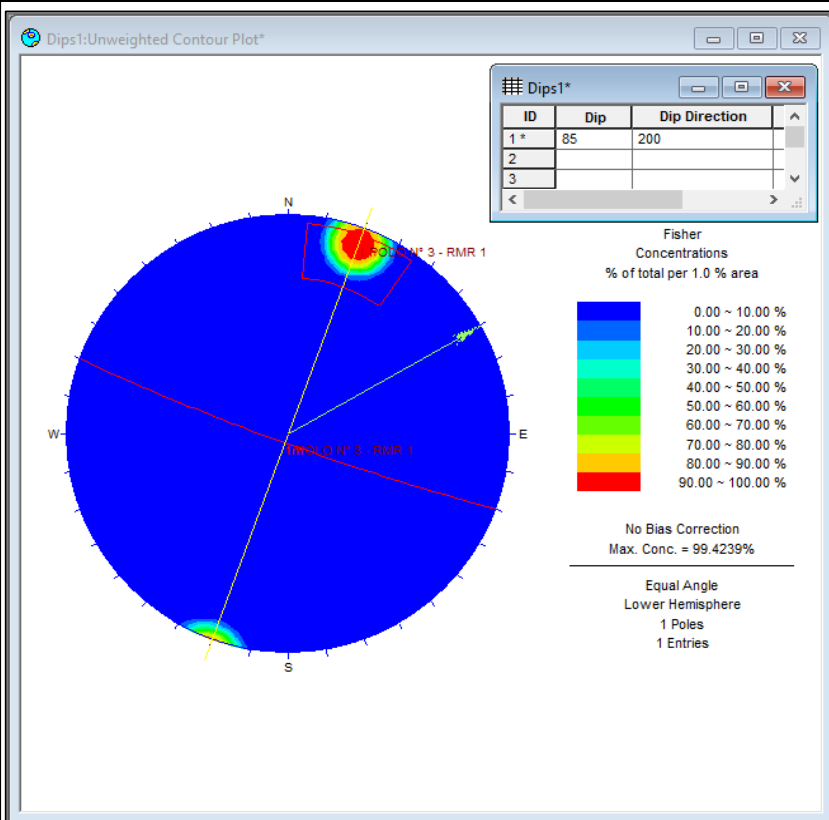 Dips1:Unweighted Contour Plot*
Dips1*
ID Dip Dip Direction
1 * 85 200
2
3
N
Nº 3 - RMR 1
W
E
Nº 3 - RMR 1
S
Fisher
Concentrations
% of total per 1.0 % area
0.00 ~ 10.00 %
10.00 ~ 20.00 %
20.00 ~ 30.00 %
30.00 ~ 40.00 %
40.00 ~ 50.00 %
50.00 ~ 60.00 %
60.00 ~ 70.00 %
70.00 ~ 80.00 %
80.00 ~ 90.00 %
90.00 ~ 100.00 %
No Bias Correction
Max. Conc. = 99.4239%
Equal Angle
Lower Hemisphere
1 Poles
1 Entries